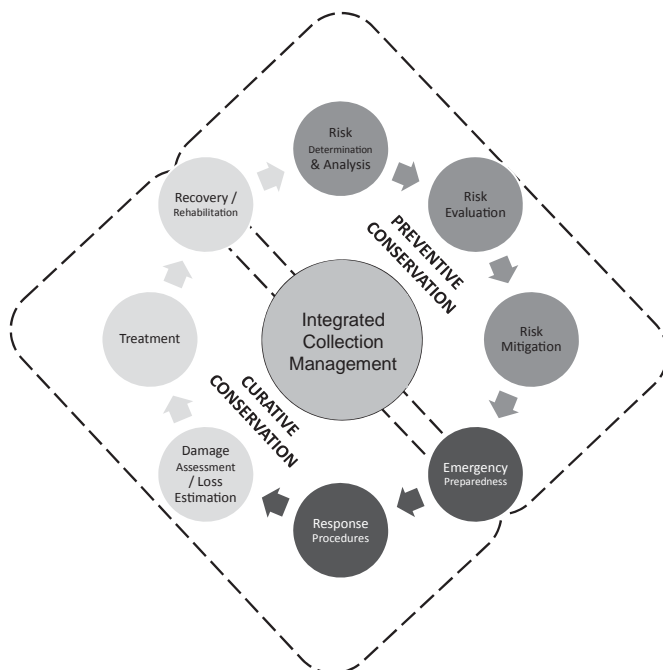 Risk
Determination
& Analysis
Risk
Evaluation
Risk
Mitigation
Emergency
Preparedness
Response
Procedures
Damage
Assessment
/ Loss
Estimation
Treatment
Recovery /
Rehabilitation
PREVENTIVE
CONSERVATION
Integrated
Collection
Management
CURATIVE
CONSERVATION